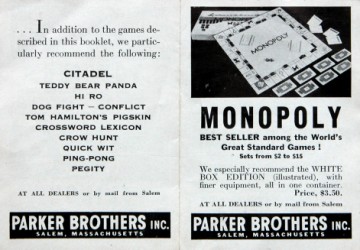 . . . In addition to the games de-
scribed in this booklet, we partic-
ularly recommend the following:
CITADEL
TEDDY BEAR PANDA
HI RO
DOG FIGHT — CONFLICT
TOM HAMILTON'S PIGSKIN
CROSSWORD LEXICON
CROW HUNT
QUICK WIT
PING-PONG
PEGITY
AT ALL DEALERS or by mail from Salem
PARKER BROTHERS INC.
SALEM, MASSACHUSETTS
MONOPOLY
MONOPOLY
BEST SELLER among the World's
Great Standard Games !
Sets from $2 to $15
We especially recommend the WHITE
BOX EDITION (illustrated), with
finer equipment, all in one container.
Price, $3.50.
AT ALL DEALERS or by mail from Salem
PARKER BROTHERS INC.
SALEM, MASSACHUSETTS